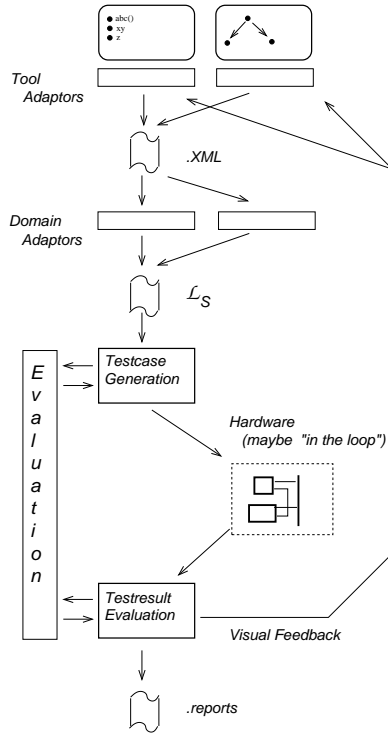 abc()
xy
z
Tool
Adaptors
.XML
Domain
Adaptors
ℒS
Testcase
Generation
Evaluation
Hardware
(maybe "in the loop")
Testresult
Evaluation
Visual Feedback
.reports